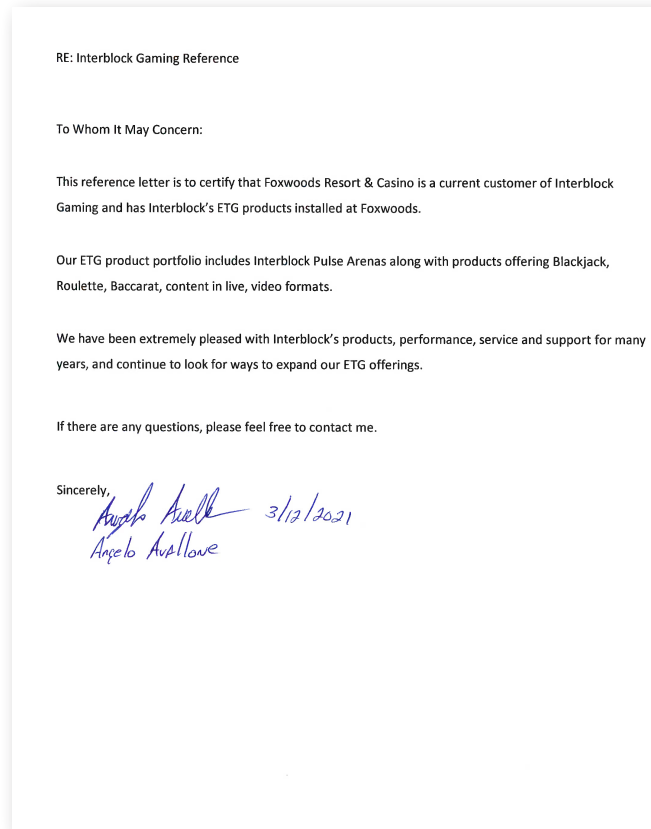 RE: Interblock Gaming Reference
To Whom It May Concern:
This reference letter is to certify that Foxwoods Resort & Casino is a current customer of Interblock
Gaming and has Interblock's ETG products installed at Foxwoods.
Our ETG product portfolio includes Interblock Pulse Arenas along with products offering Blackjack,
Roulette, Baccarat, content in live, video formats.
We have been extremely pleased with Interblock's products, performance, service and support for many
years, and continue to look for ways to expand our ETG offerings.
If there are any questions, please feel free to contact me.
Sincerely,
3/12/2021
Angelo Avallone